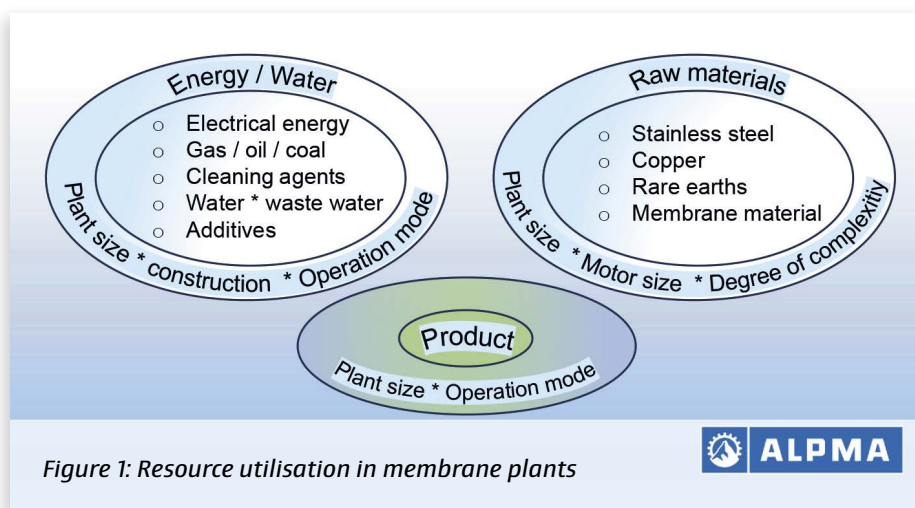 Energy / Water
○ Electrical energy
○ Gas / oil / coal
○ Cleaning agents
○ Water * waste water
○ Additives
Plant size * construction * Operation mode
Raw materials
○ Stainless steel
○ Copper
○ Rare earths
○ Membrane material
Plant size * Motor size * Degree of complexitiy
Product
Plant size * Operation mode
Figure 1: Resource utilisation in membrane plants
ALPMA